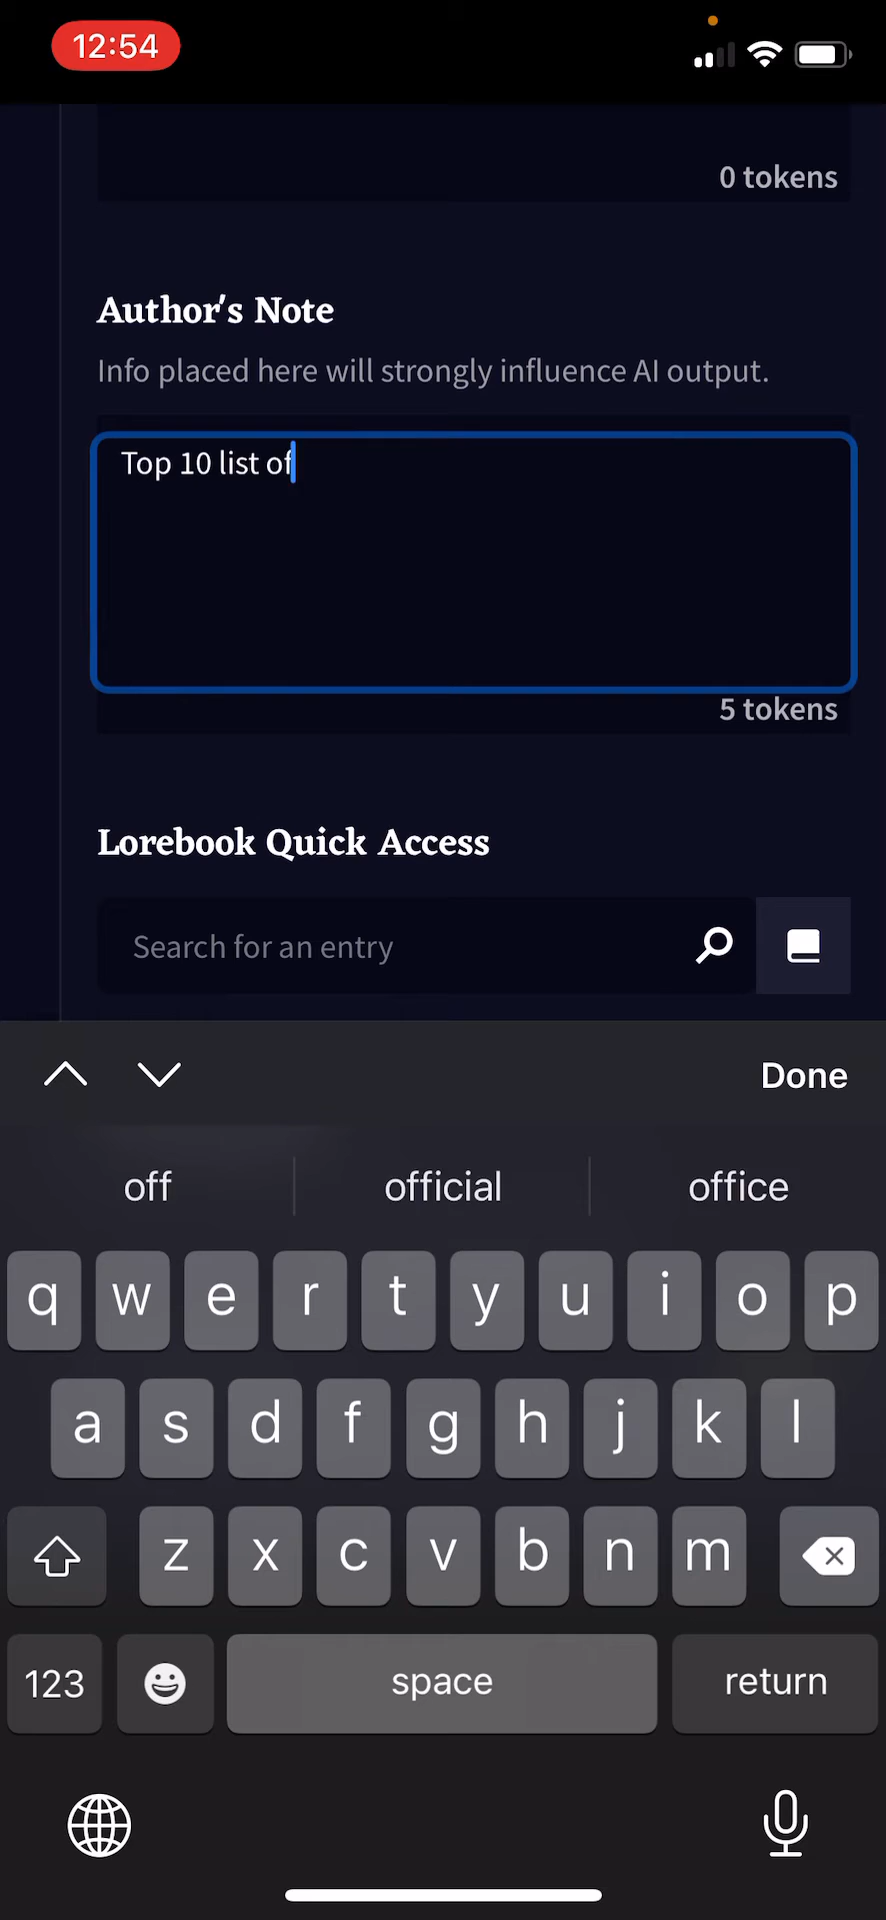 12:54
0 tokens
Author's Note
Info placed here will strongly influence AI output.
Top 10 list of
5 tokens
Lorebook Quick Access
Search for an entry
Done
off official office
q w e r t y u i o p
a s d f g h j k l
z x c v b n m
123 space return